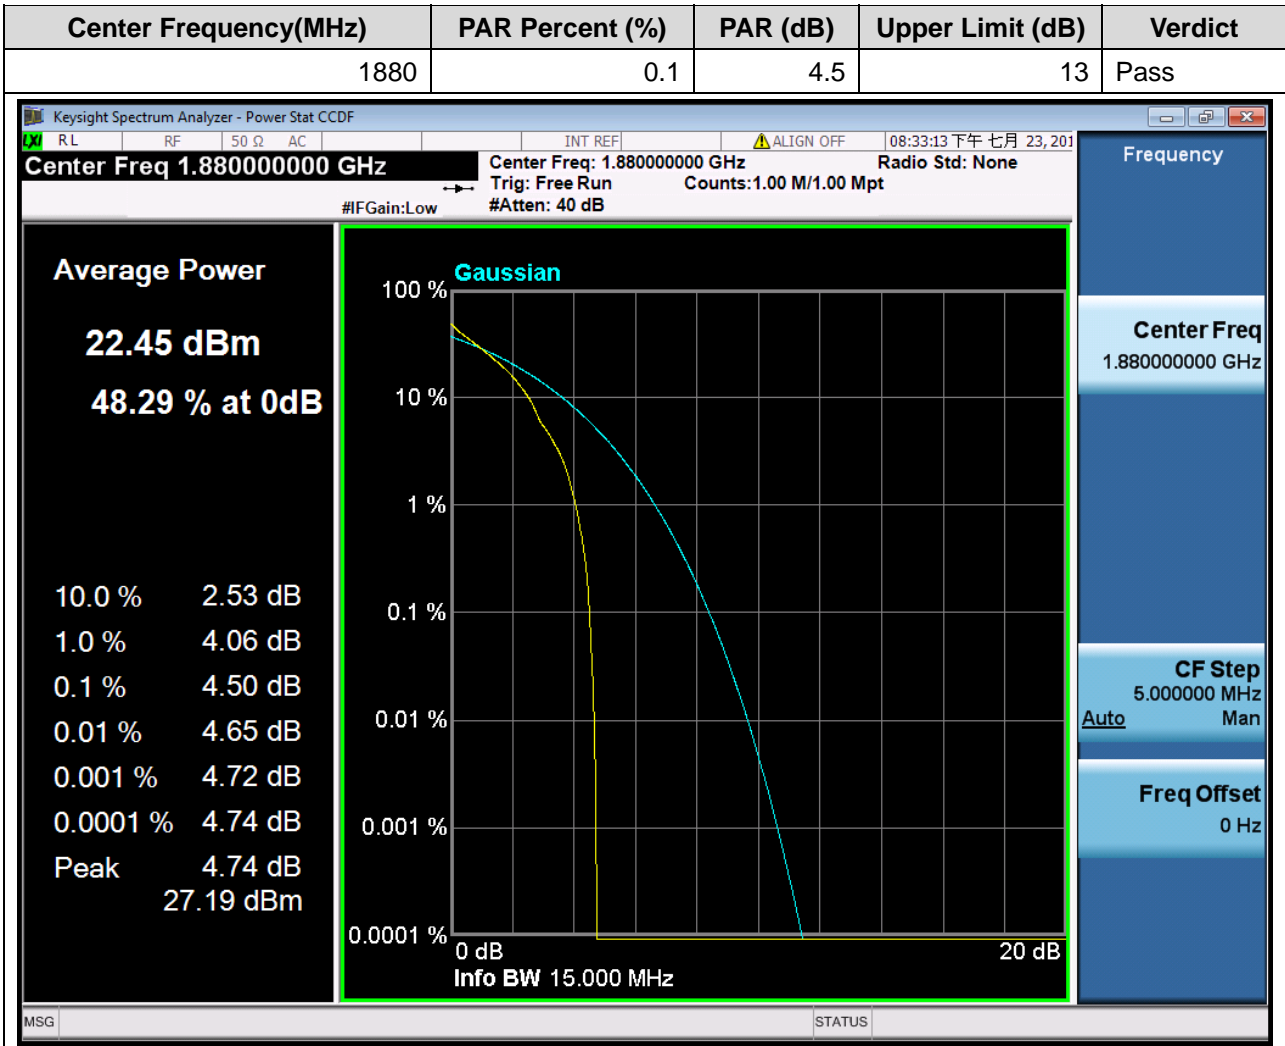 Center Frequency(MHz) PAR Percent (%) PAR (dB) Upper Limit (dB) Verdict
1880 0.1 4.5 13 Pass
Keysight Spectrum Analyzer - Power Stat CCDF
LXI RL RF 50 Ω AC INT REF ALIGN OFF 08:33:13 下午 七月 23, 201
Center Freq 1.880000000 GHz
#IFGain:Low
Center Freq: 1.880000000 GHz Radio Std: None
Trig: Free Run Counts:1.00 M/1.00 Mpt
#Atten: 40 dB
Average Power
22.45 dBm
48.29 % at 0dB
10.0 % 2.53 dB
1.0 % 4.06 dB
0.1 % 4.50 dB
0.01 % 4.65 dB
0.001 % 4.72 dB
0.0001 % 4.74 dB
Peak 4.74 dB
27.19 dBm
Gaussian
100 %
10 %
1 %
0.1 %
0.01 %
0.001 %
0.0001 %
0 dB 20 dB
Info BW 15.000 MHz
Frequency
Center Freq
1.880000000 GHz
CF Step
5.000000 MHz
Auto Man
Freq Offset
0 Hz
MSG STATUS